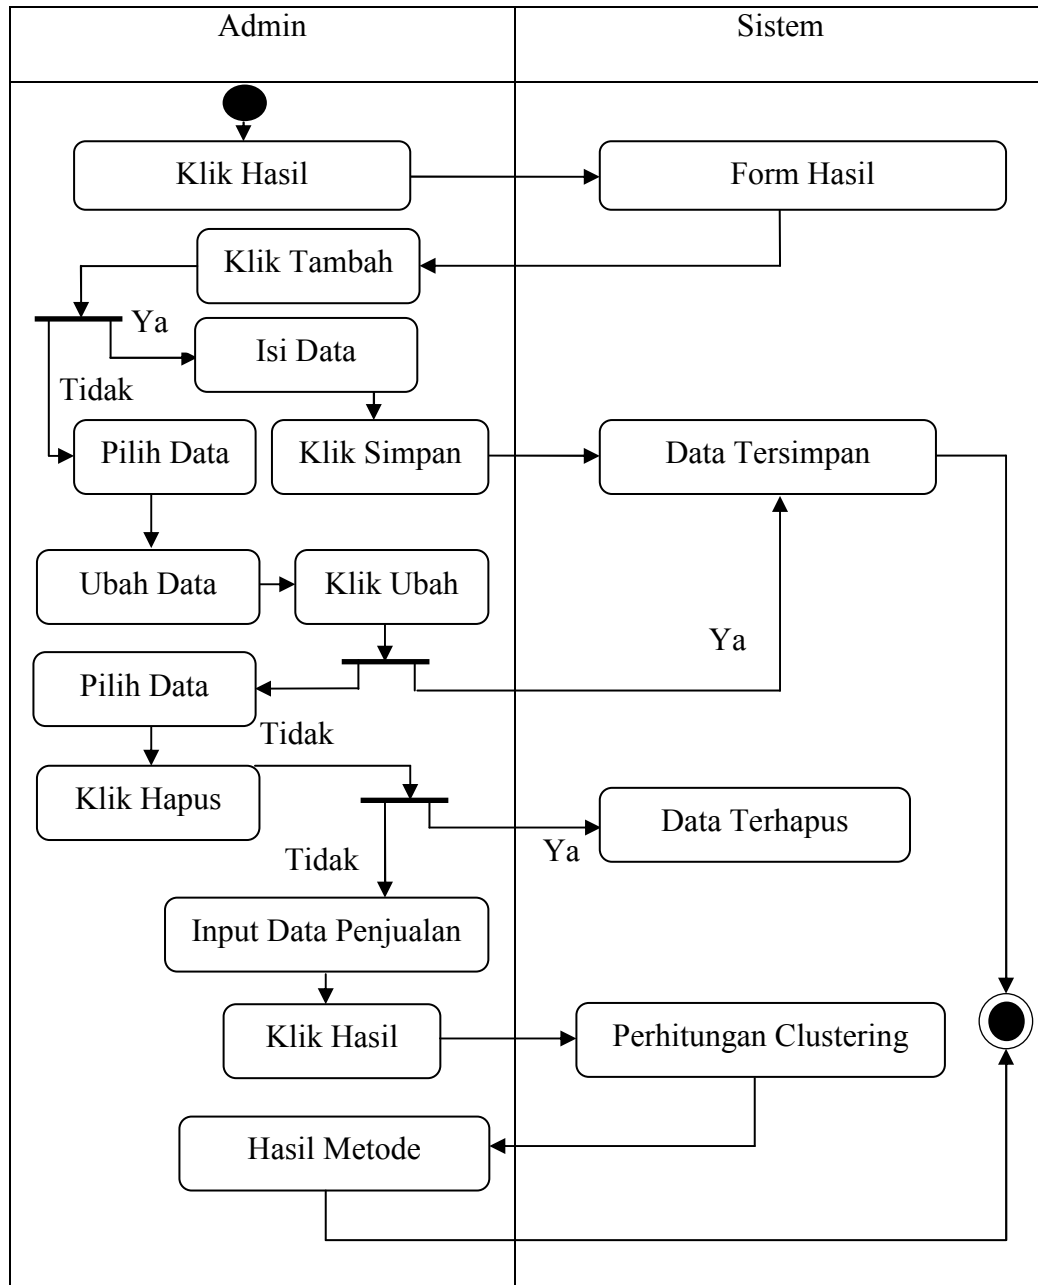 Admin
Sistem
Klik Hasil
Form Hasil
Klik Tambah
Ya
Isi Data
Tidak
Pilih Data
Klik Simpan
Data Tersimpan
Ubah Data
Klik Ubah
Ya
Pilih Data
Tidak
Klik Hapus
Data Terhapus
Tidak
Ya
Input Data Penjualan
Klik Hasil
Perhitungan Clustering
Hasil Metode